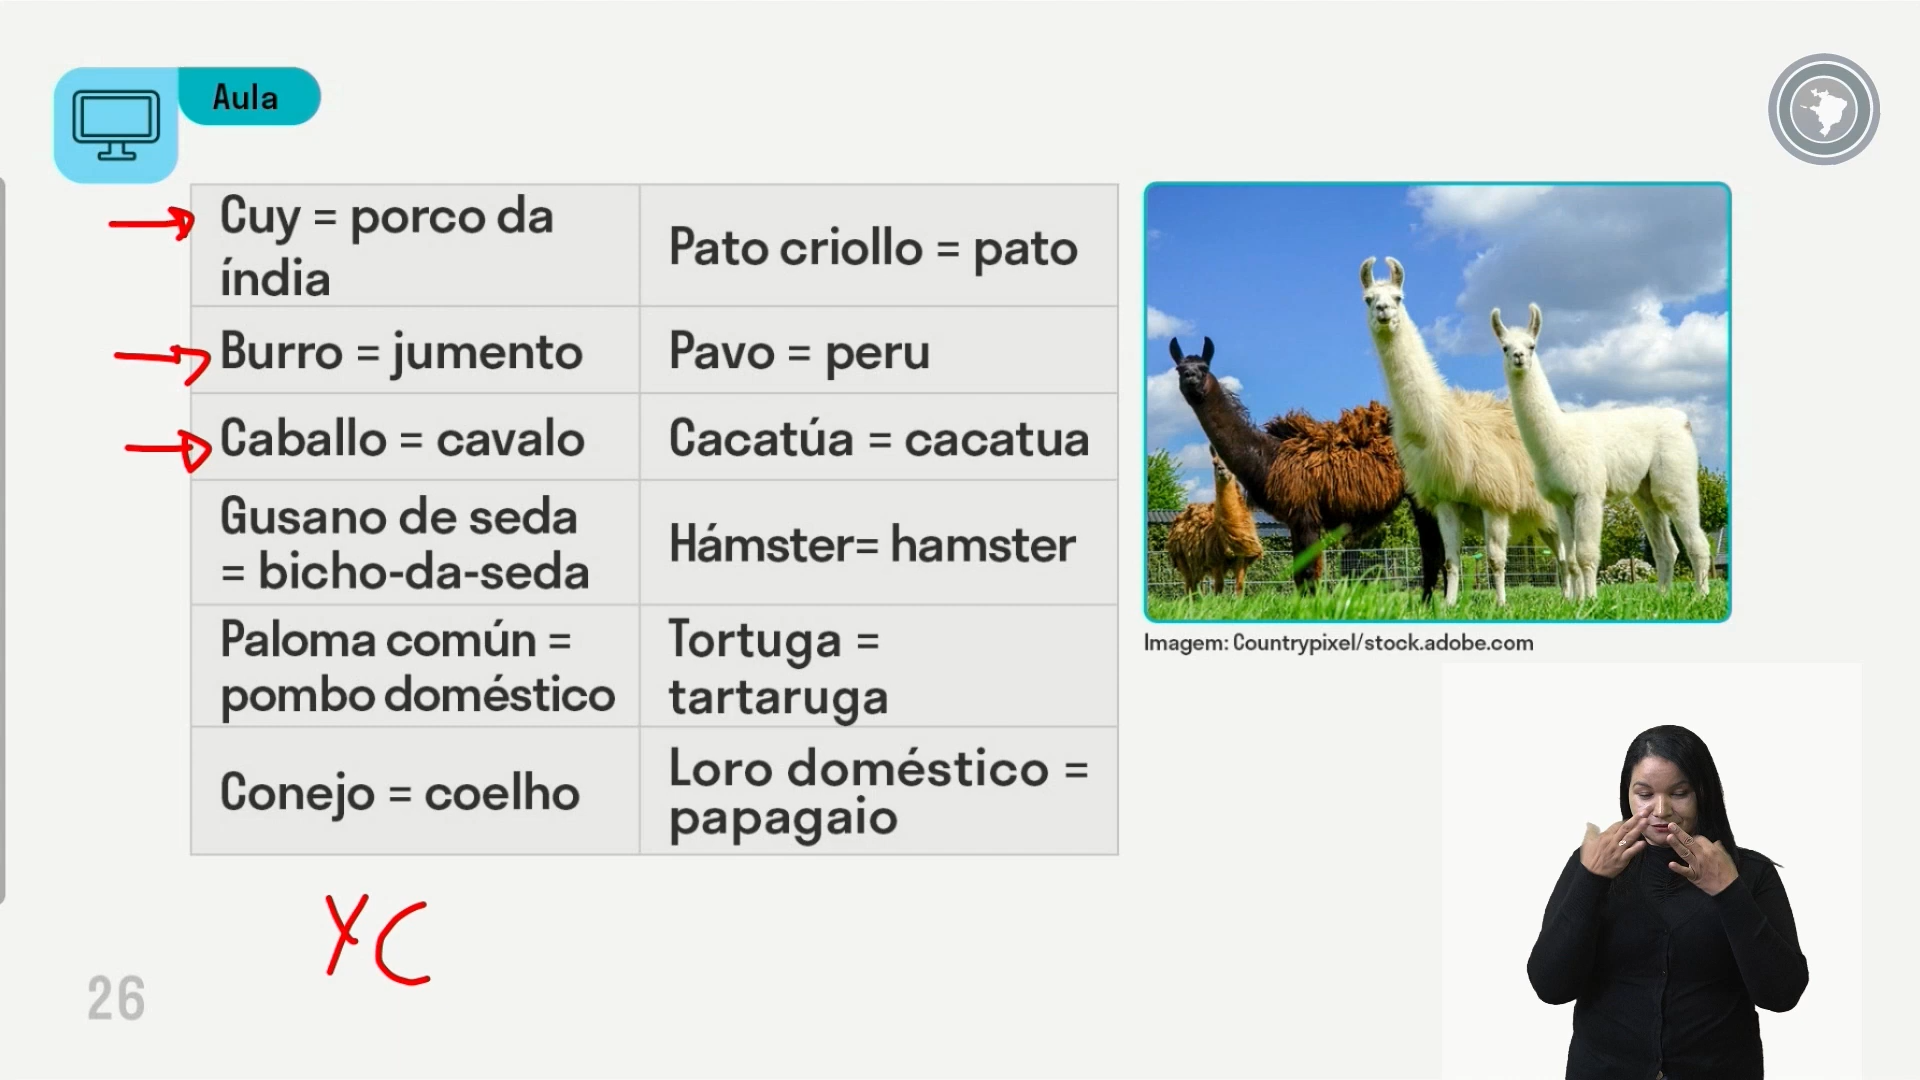 Aula
Cuy = porco da
índia
Pato criollo = pato
Burro = jumento
Pavo = peru
Caballo = cavalo
Cacatúa = cacatua
Gusano de seda
= bicho-da-seda
Hámster= hamster
Paloma común =
pombo doméstico
Tortuga =
tartaruga
Conejo = coelho
Loro doméstico =
papagaio
Imagem: Countrypixel/stock.adobe.com
YC
26